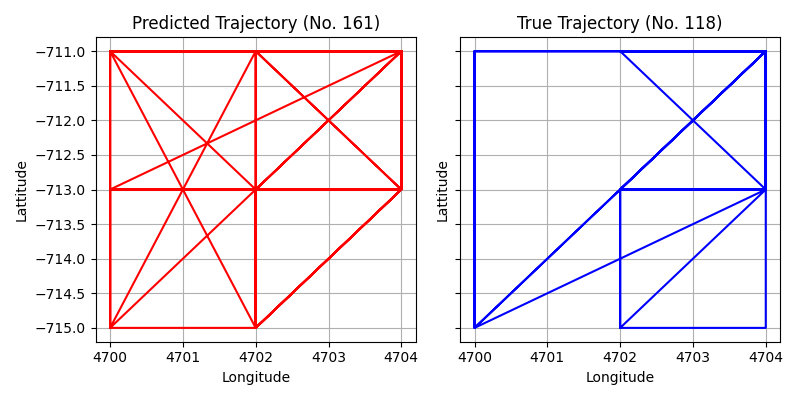 Predicted Trajectory (No. 161)
Lattitude
−711.0
−711.5
−712.0
−712.5
−713.0
−713.5
−714.0
−714.5
−715.0
4700 4701 4702 4703 4704
Longitude
True Trajectory (No. 118)
Lattitude
4700 4701 4702 4703 4704
Longitude